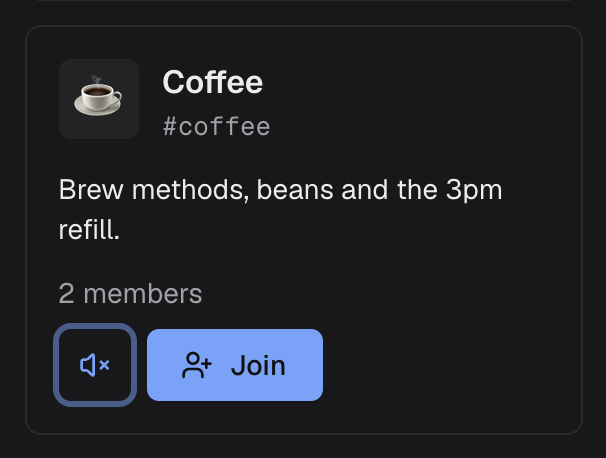 Coffee
#coffee
Brew methods, beans and the 3pm
refill.
2 members
Join